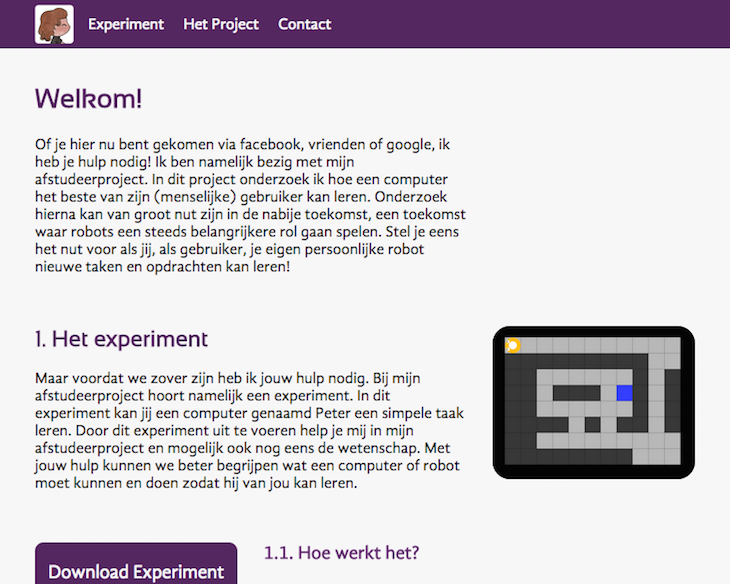 Experiment Het Project Contact
Welkom!
Of je hier nu bent gekomen via facebook, vrienden of google, ik
heb je hulp nodig! Ik ben namelijk bezig met mijn
afstudeerproject. In dit project onderzoek ik hoe een computer
het beste van zijn (menselijke) gebruiker kan leren. Onderzoek
hierna kan van groot nut zijn in de nabije toekomst, een toekomst
waar robots een steeds belangrijkere rol gaan spelen. Stel je eens
het nut voor als jij, als gebruiker, je eigen persoonlijke robot
nieuwe taken en opdrachten kan leren!
1. Het experiment
Maar voordat we zover zijn heb ik jouw hulp nodig. Bij mijn
afstudeerproject hoort namelijk een experiment. In dit
experiment kan jij een computer genaamd Peter een simpele taak
leren. Door dit experiment uit te voeren help je mij in mijn
afstudeerproject en mogelijk ook nog eens de wetenschap. Met
jouw hulp kunnen we beter begrijpen wat een computer of robot
moet kunnen en doen zodat hij van jou kan leren.
Download Experiment
1.1. Hoe werkt het?